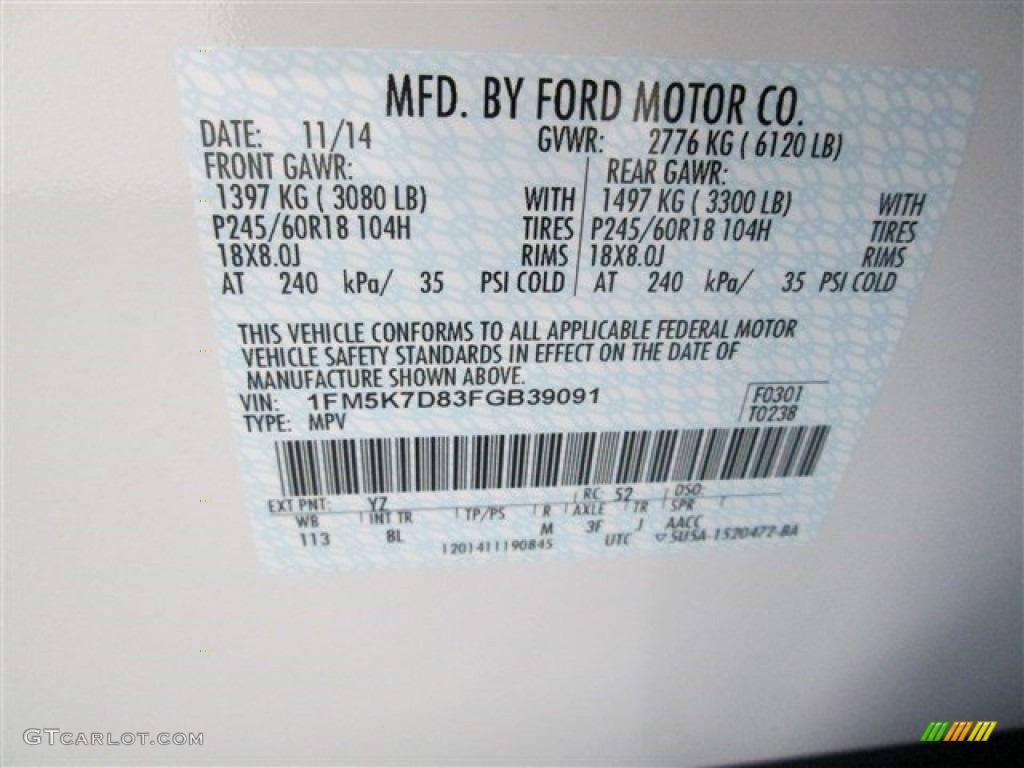 MFD. BY FORD MOTOR CO.
DATE: 11/14 GVWR: 2776 KG ( 6120 LB)
FRONT GAWR: REAR GAWR:
1397 KG ( 3080 LB) WITH 1497 KG ( 3300 LB) WITH
P245/60R18 104H TIRES P245/60R18 104H TIRES
18X8.0J RIMS 18X8.0J RIMS
AT 240 kPa/ 35 PSI COLD AT 240 kPa/ 35 PSI COLD
THIS VEHICLE CONFORMS TO ALL APPLICABLE FEDERAL MOTOR
VEHICLE SAFETY STANDARDS IN EFFECT ON THE DATE OF
MANUFACTURE SHOWN ABOVE.
VIN: 1FM5K7D83FGB39091 F0301
TYPE: MPV T0238
EXT PNT: YZ RC: 52 DSO:
WB INT TR TP/PS R AXLE TR SPR
113 8L M 3F J AACC
1201411190845 UTC ▽SU5A-1520472-BA
GTCARLOT.COM